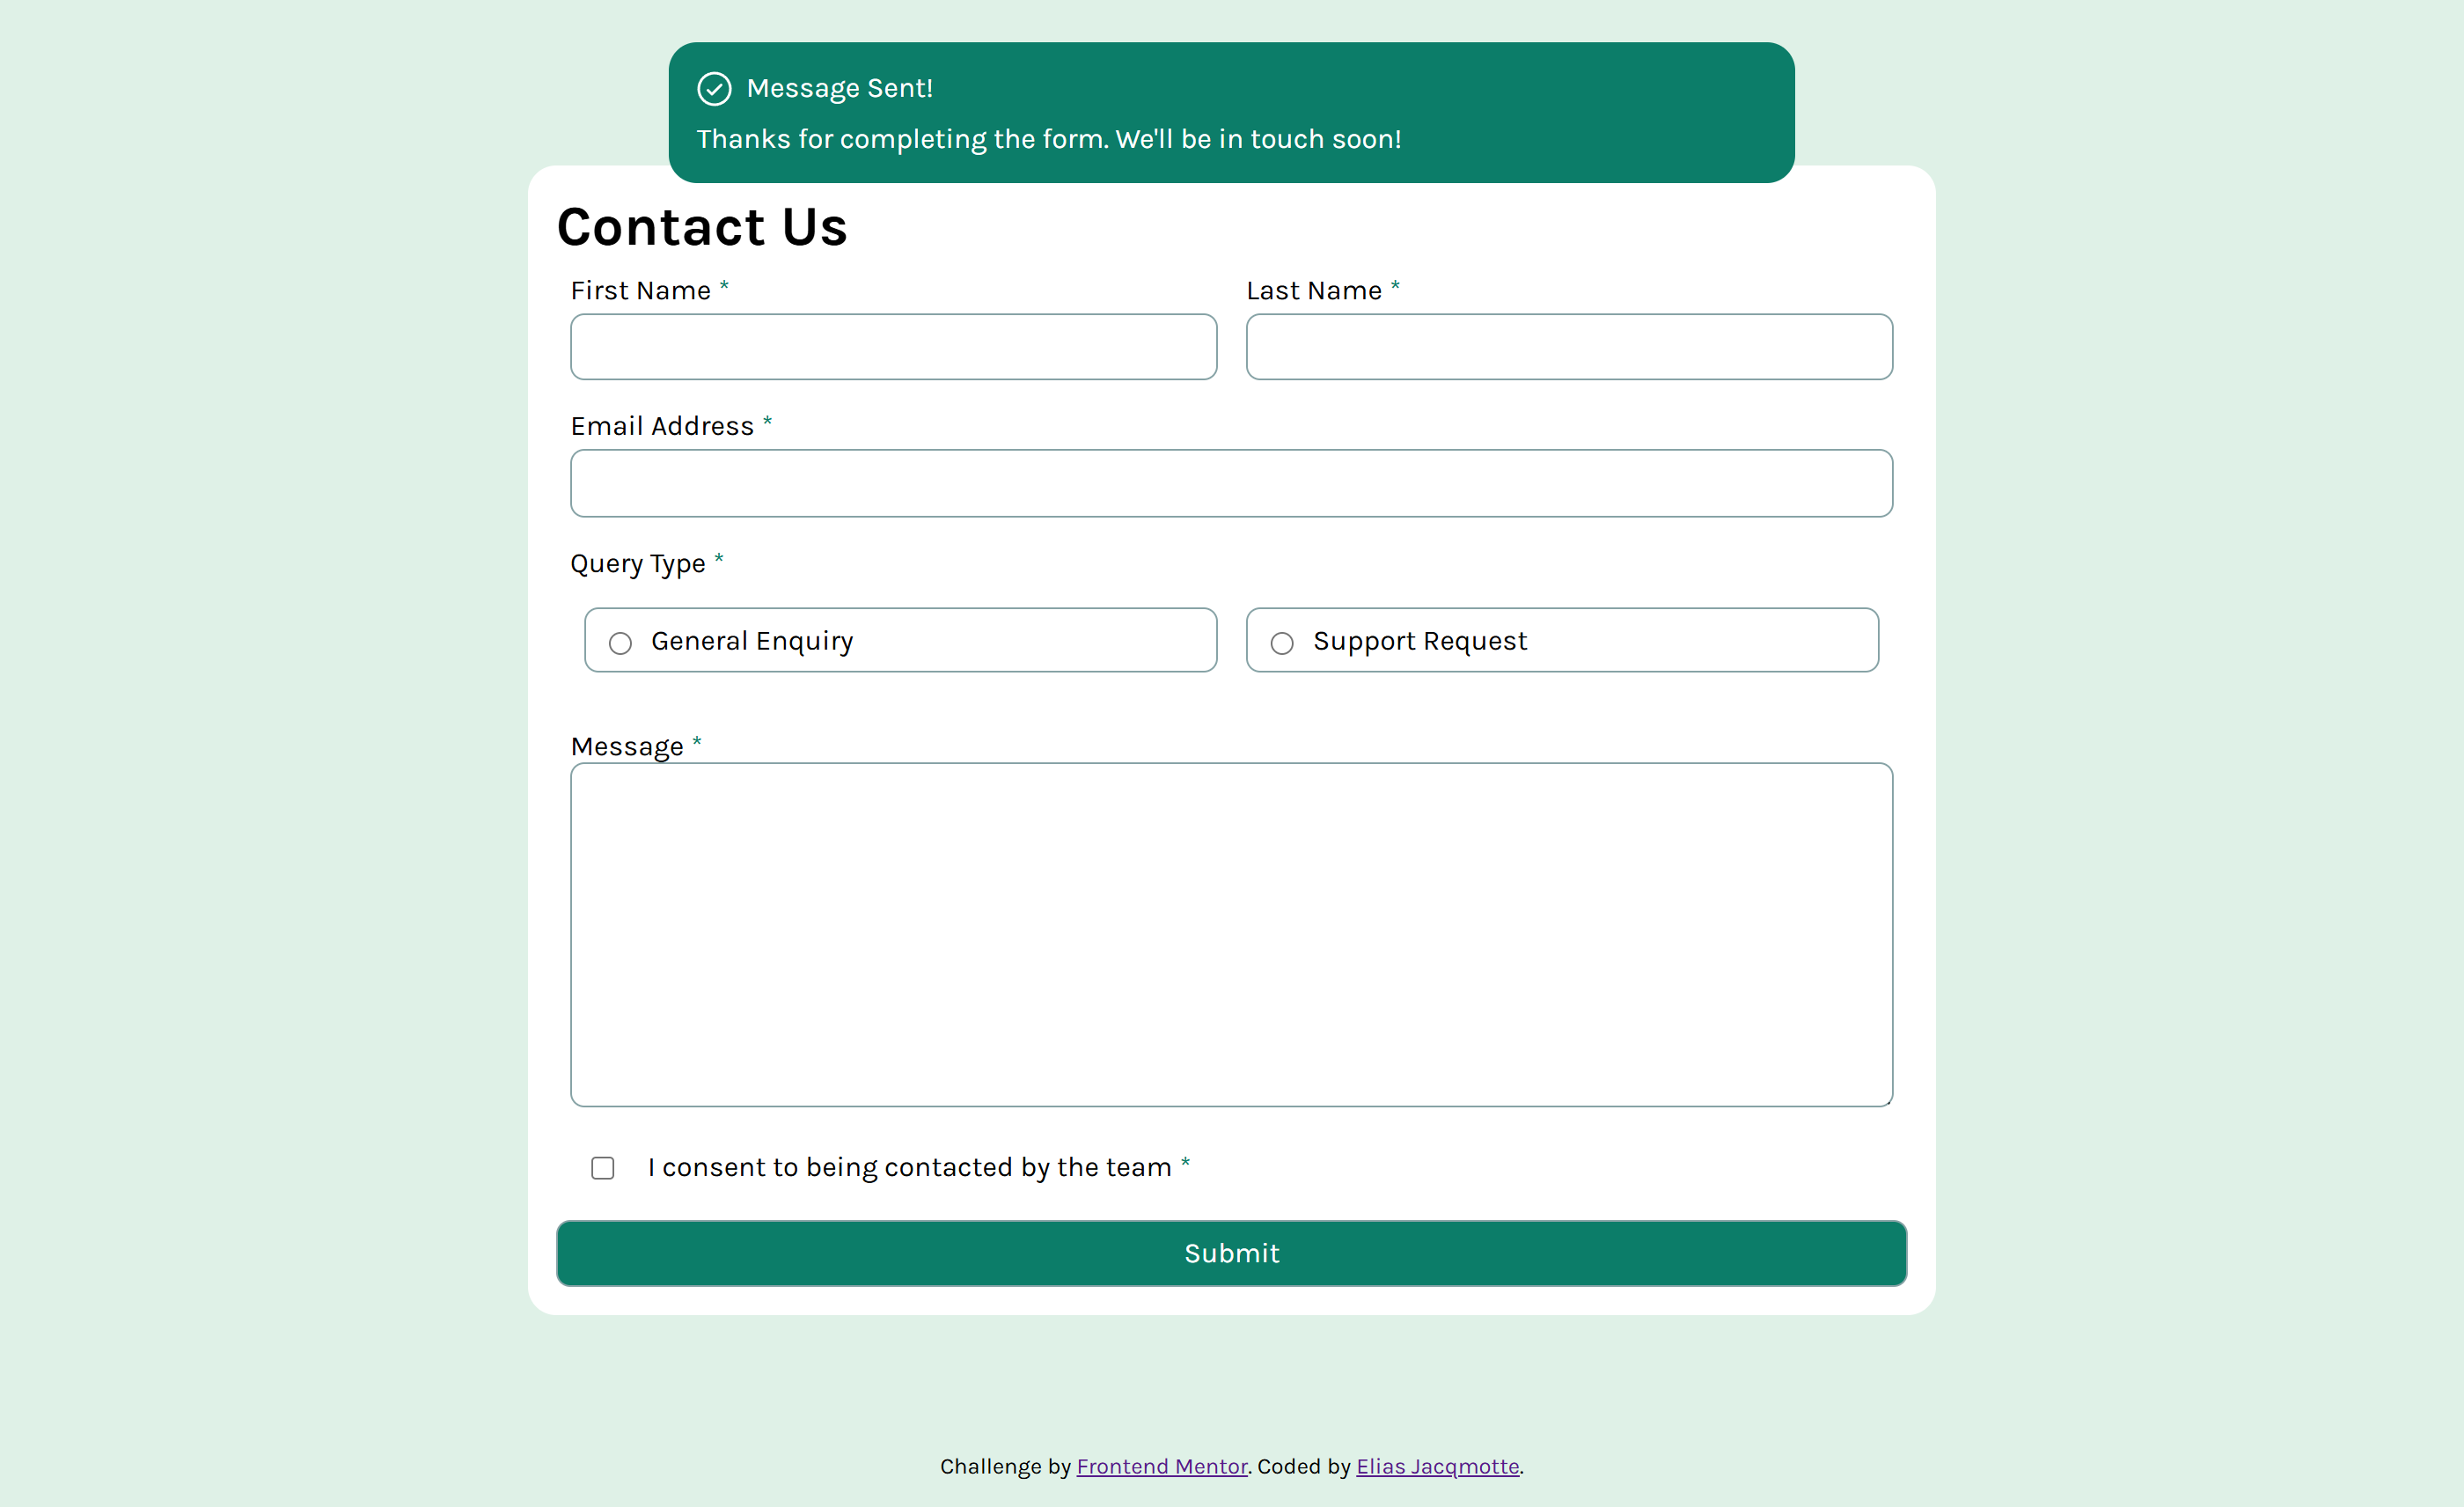 Message Sent!
Thanks for completing the form. We'll be in touch soon!
Contact Us
First Name *
Last Name *
Email Address *
Query Type *
General Enquiry
Support Request
Message *
I consent to being contacted by the team *
Submit
Challenge by Frontend Mentor. Coded by Elias Jacqmotte.